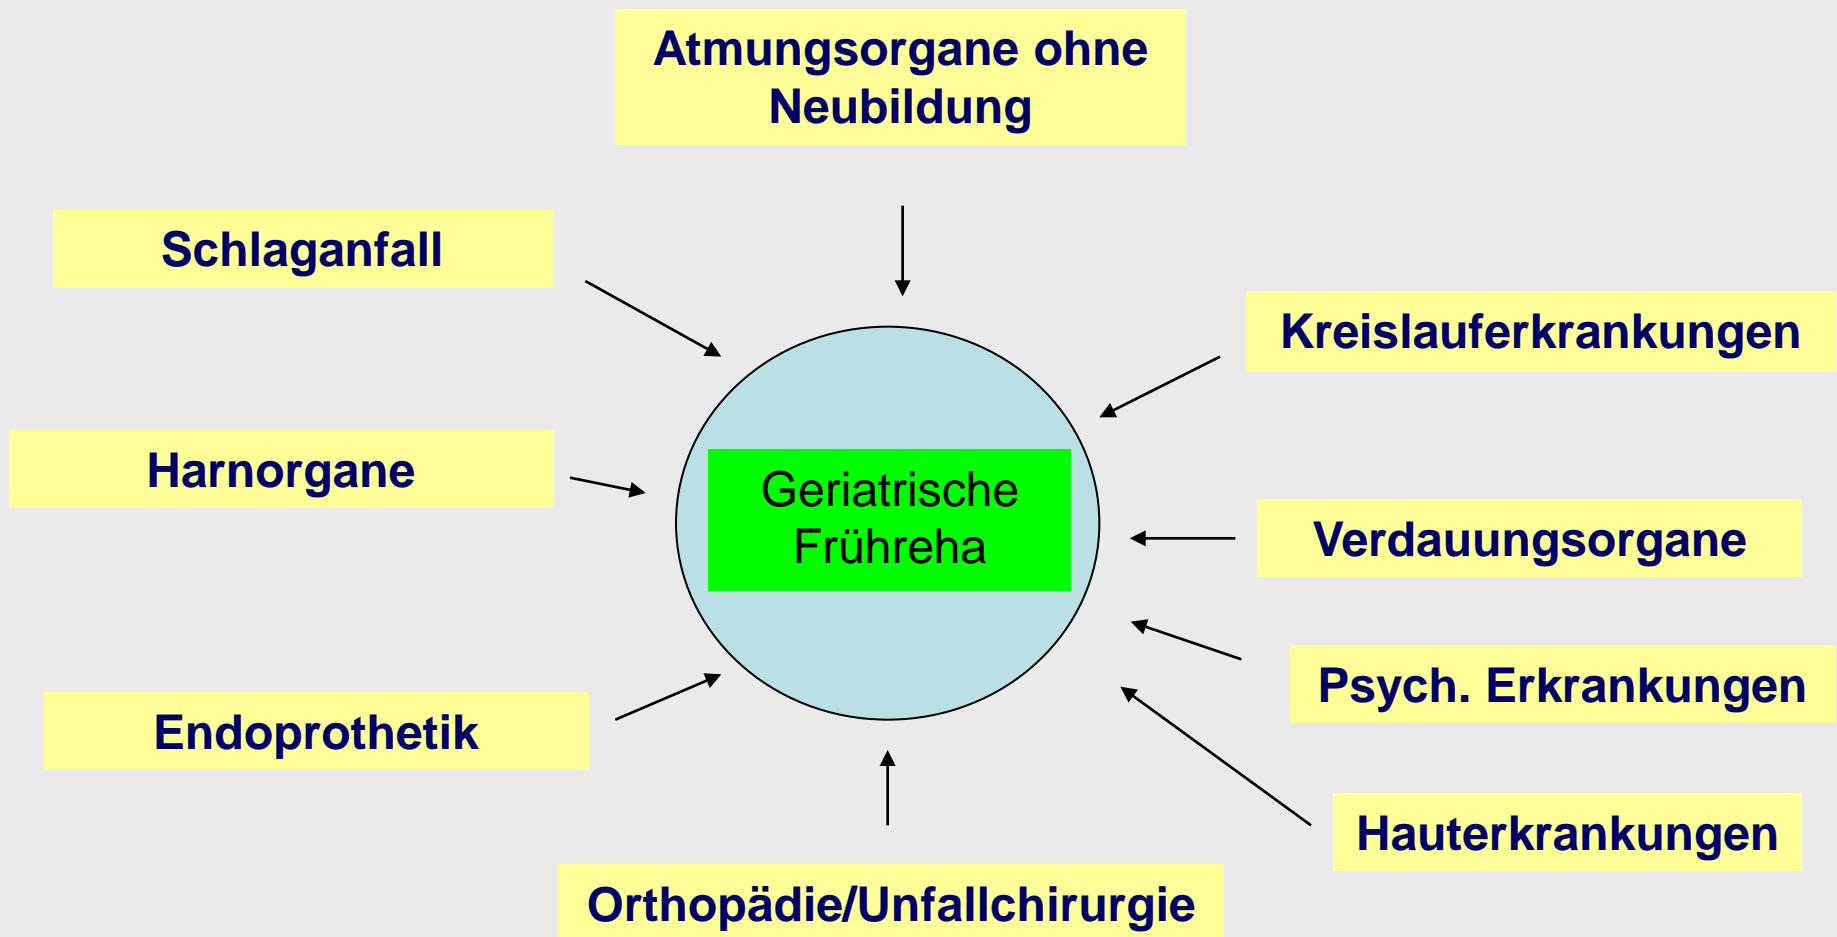 Atmungsorgane ohne
Neubildung
Schlaganfall
Kreislauferkrankungen
Harnorgane
Geriatrische
Frühreha
Verdauungsorgane
Psych. Erkrankungen
Endoprothetik
Hauterkrankungen
Orthopädie/Unfallchirurgie